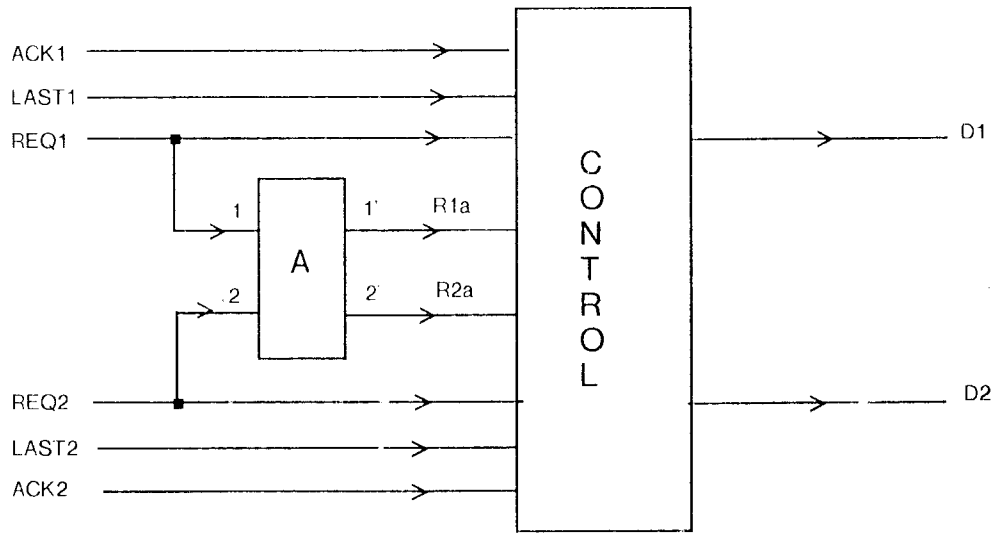 ACK1
LAST1
REQ1
D1
1
1'
R1a
A
2
2'
R2a
CONTROL
REQ2
D2
LAST2
ACK2